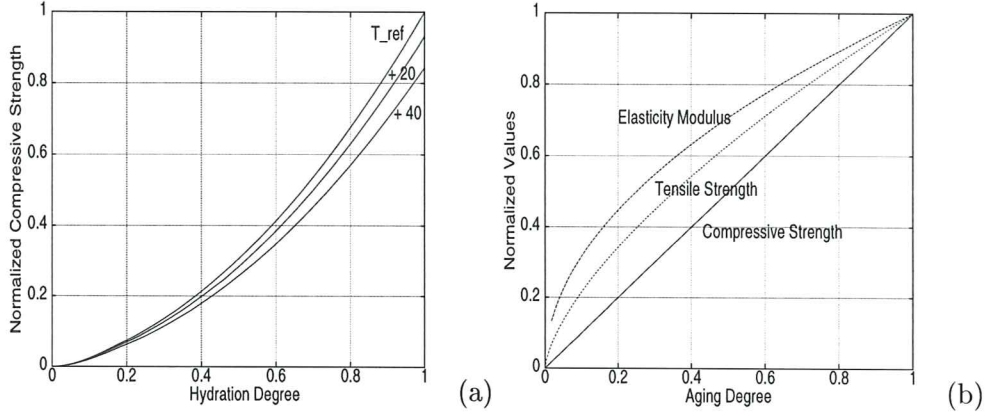 1
0.8
0.6
0.4
0.2
0
Normalized Compressive Strength
T_ref
+ 20
+ 40
0 0.2 0.4 0.6 0.8 1
Hydration Degree
(a)
1
0.8
0.6
0.4
0.2
0
Normalized Values
Elasticity Modulus
Tensile Strength
Compressive Strength
0 0.2 0.4 0.6 0.8 1
Aging Degree
(b)